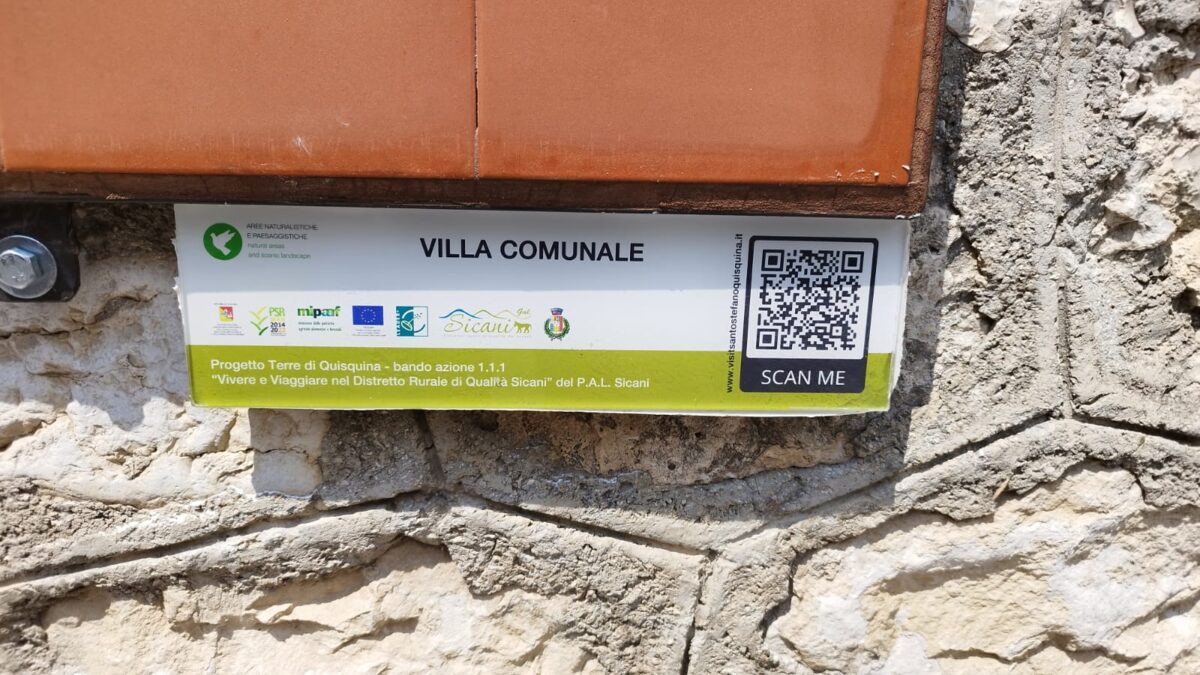 AREE NATURALISTICHE
E PAESAGGISTICHE
natural areas
and scenic landscape
VILLA COMUNALE
PSR
2014
20
mipaaf
Gal
Sicani
Progetto Terre di Quisquina - bando azione 1.1.1
"Vivere e Viaggiare nel Distretto Rurale di Qualità Sicani" del P.A.L. Sicani
www.visitsantostefanoquisquina.it
SCAN ME